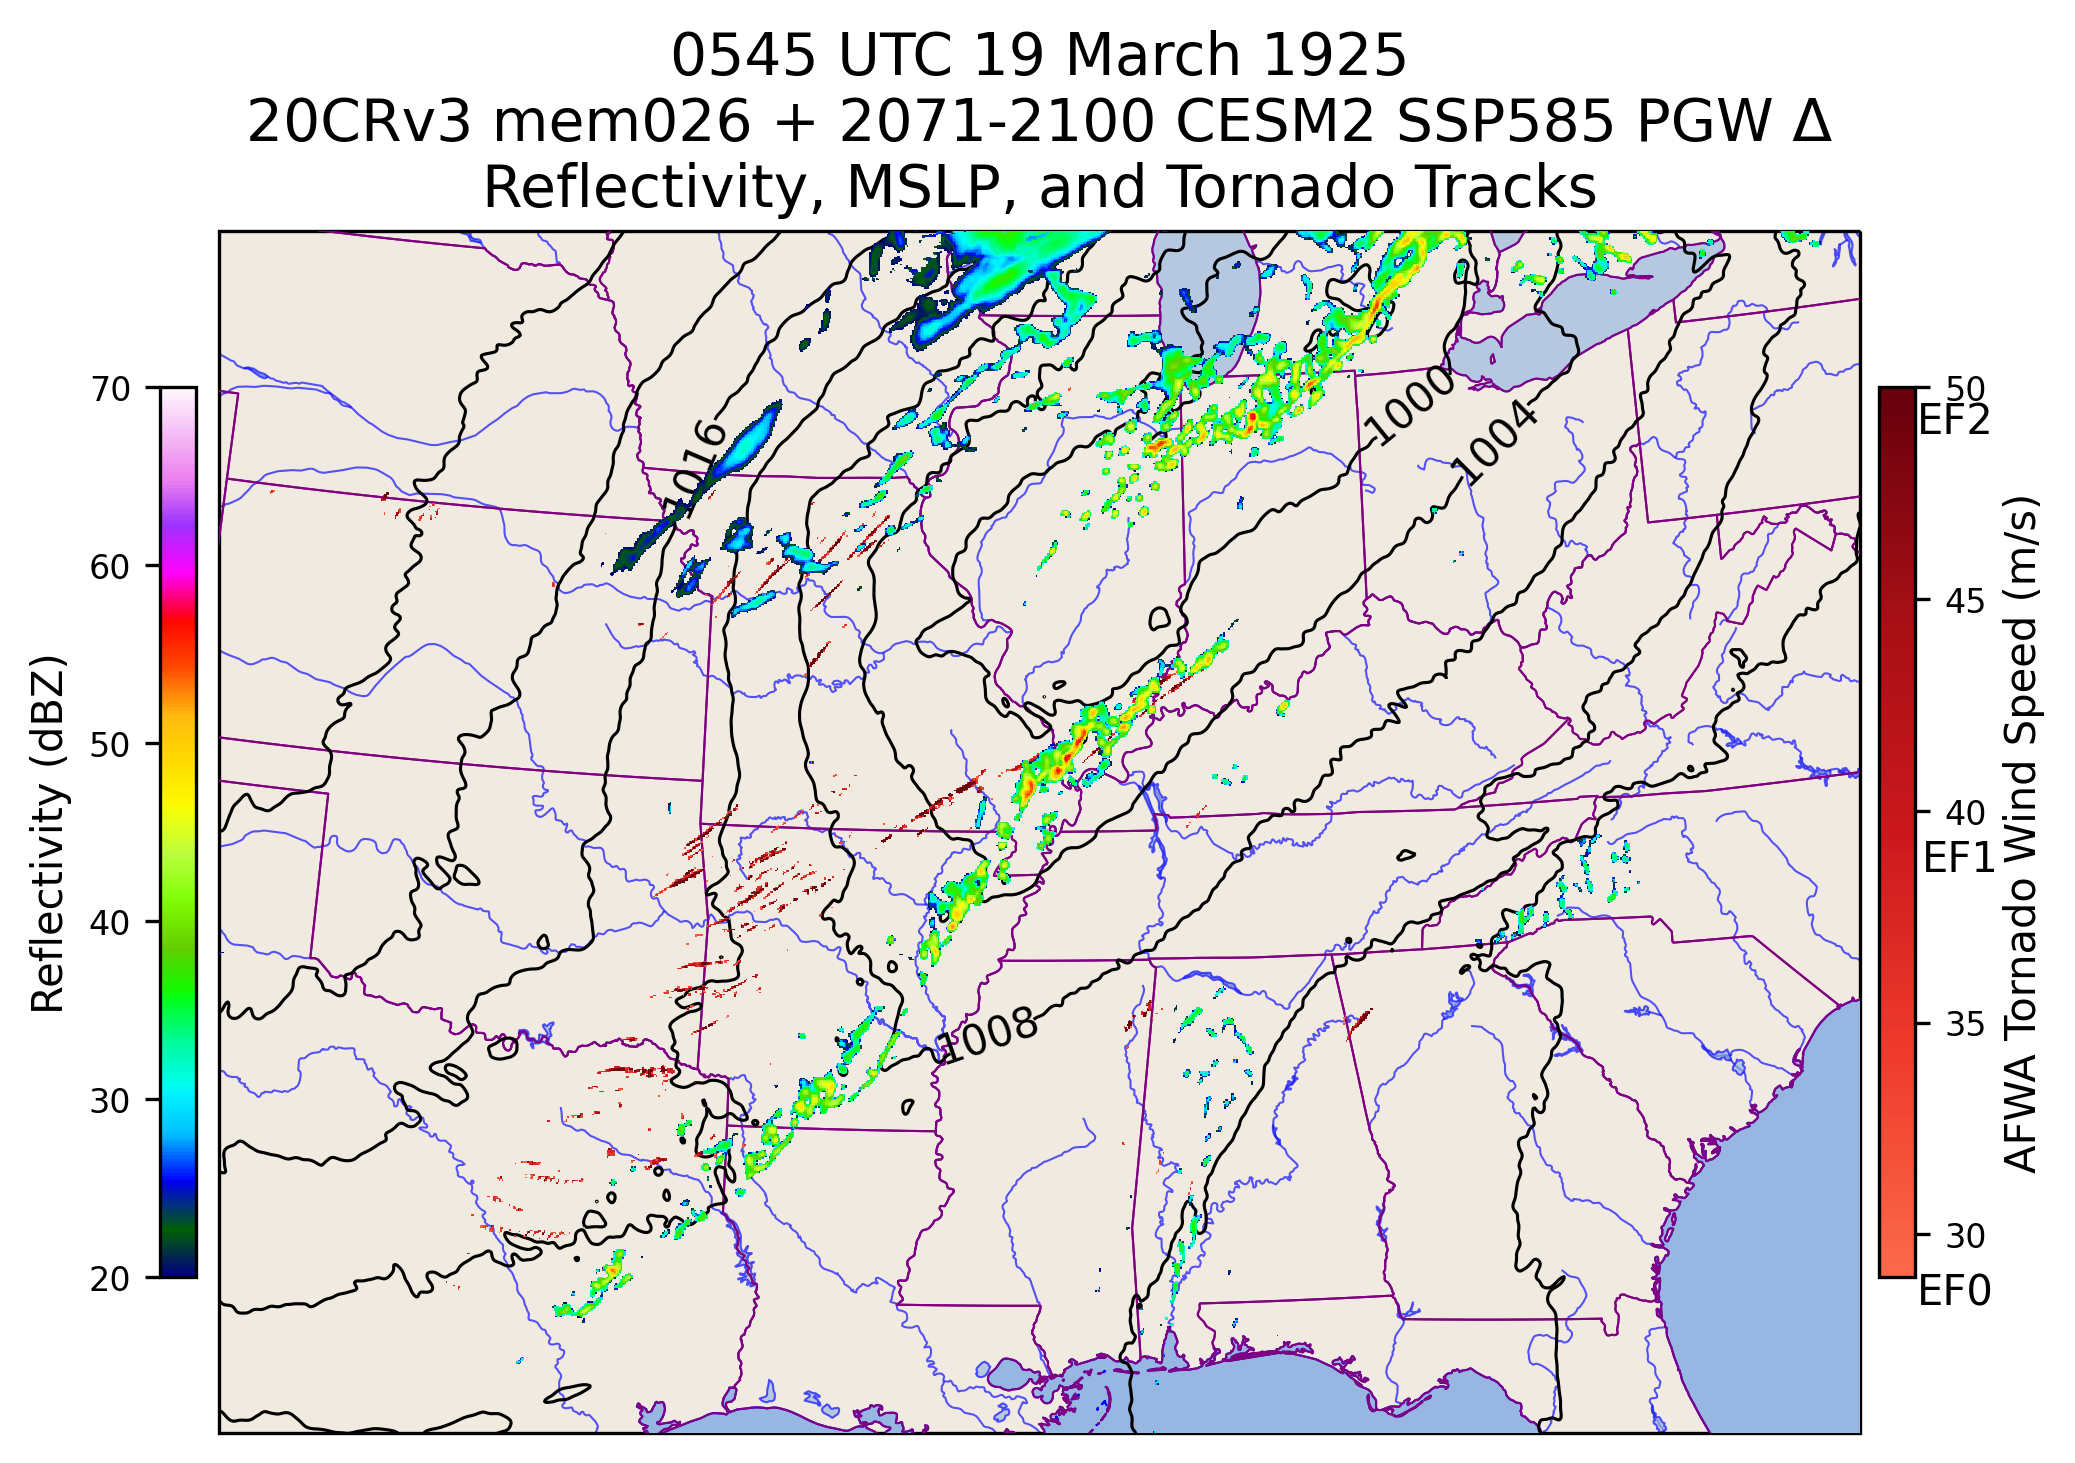 0545 UTC 19 March 1925
20CRv3 mem026 + 2071-2100 CESM2 SSP585 PGW Δ
Reflectivity, MSLP, and Tornado Tracks
70
60
50
40
30
20
Reflectivity (dBZ)
1016
1000
1004
1008
50
EF2
45
40
EF1
35
30
EF0
AFWA Tornado Wind Speed (m/s)